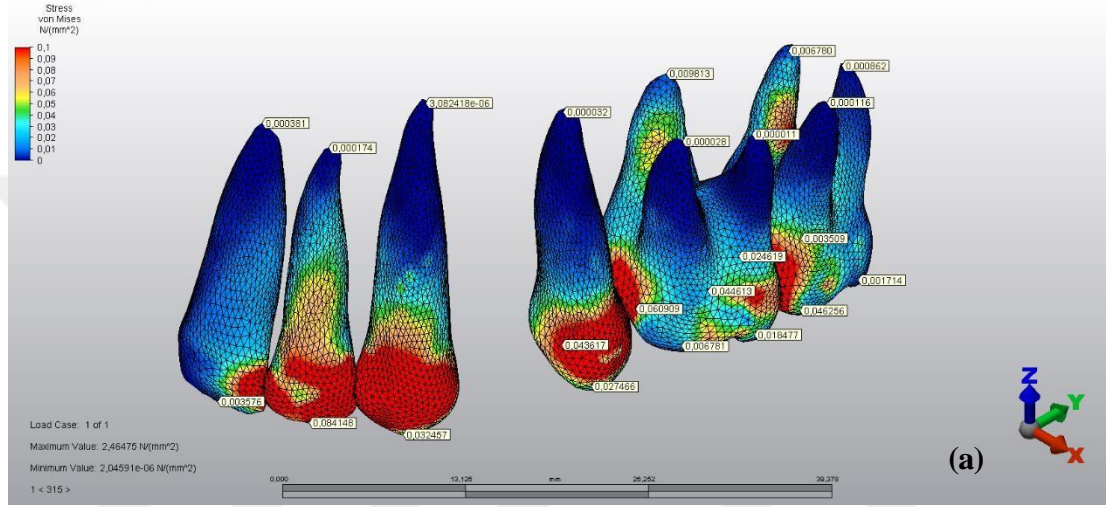 Stress
von Mises
N/(mm^2)
0,1
0,09
0,08
0,07
0,06
0,05
0,04
0,03
0,02
0,01
0
0,000381
0,000174
3,082418e-06
0,000032
0,009813
0,000028
0,006780
0,000011
0,000862
0,000116
0,003576
0,084148
0,032457
0,043617
0,027466
0,060909
0,006781
0,044613
0,024619
0,018477
0,003509
0,046256
0,001714
Load Case: 1 of 1
Maximum Value: 2,46475 N/(mm^2)
Minimum Value: 2,04591e-06 N/(mm^2)
1 < 315 >
0,000
13,126
mm
26,252
39,378
Z
Y
X
(a)